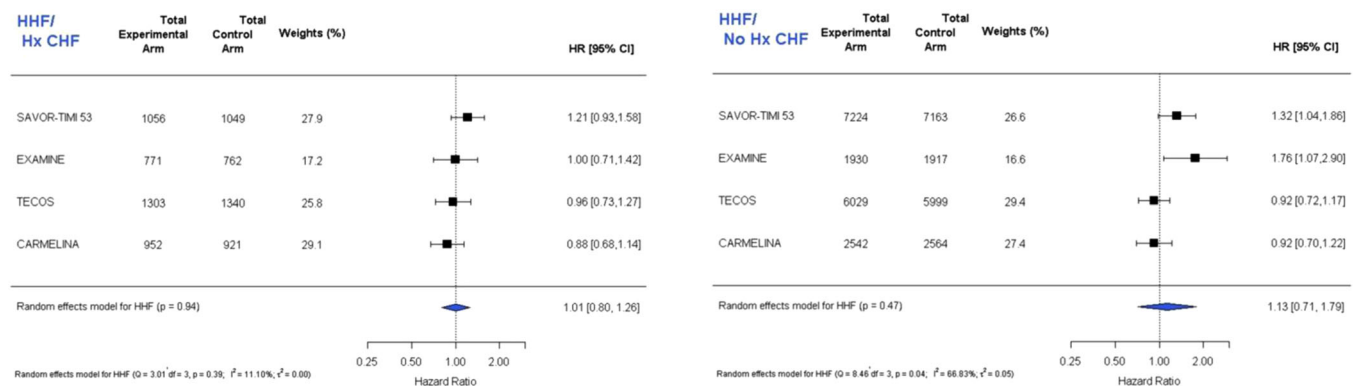 HHF/
Hx CHF
Total Experimental Arm
Total Control Arm
Weights (%)
HR [95% CI]
SAVOR-TIMI 53 1056 1049 27.9 1.21 [0.93,1.58]
EXAMINE 771 762 17.2 1.00 [0.71,1.42]
TECOS 1303 1340 25.8 0.96 [0.73,1.27]
CARMELINA 952 921 29.1 0.88 [0.68,1.14]
Random effects model for HHF (p = 0.94) 1.01 [0.80, 1.26]
0.25 0.50 1.00 2.00
Random effects model for HHF (Q = 3.01 df = 3, p = 0.39; I² = 11.10%; τ² = 0.00)
Hazard Ratio
HHF/
No Hx CHF
Total Experimental Arm
Total Control Arm
Weights (%)
HR [95% CI]
SAVOR-TIMI 53 7224 7163 26.6 1.32 [1.04,1.86]
EXAMINE 1930 1917 16.6 1.76 [1.07,2.90]
TECOS 6029 5999 29.4 0.92 [0.72,1.17]
CARMELINA 2542 2564 27.4 0.92 [0.70,1.22]
Random effects model for HHF (p = 0.47) 1.13 [0.71, 1.79]
0.25 0.50 1.00 2.00
Random effects model for HHF (Q = 8.46 df = 3, p = 0.04; I² = 66.83%; τ² = 0.05)
Hazard Ratio